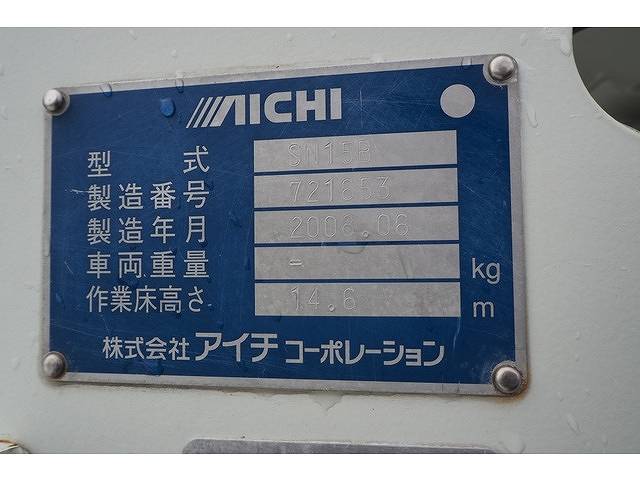 AICHI
型式 SN15B
製造番号 721653
製造年月 2006.06
車両重量 = kg
作業床高さ 14.6 m
株式会社 アイチ コーポレーション